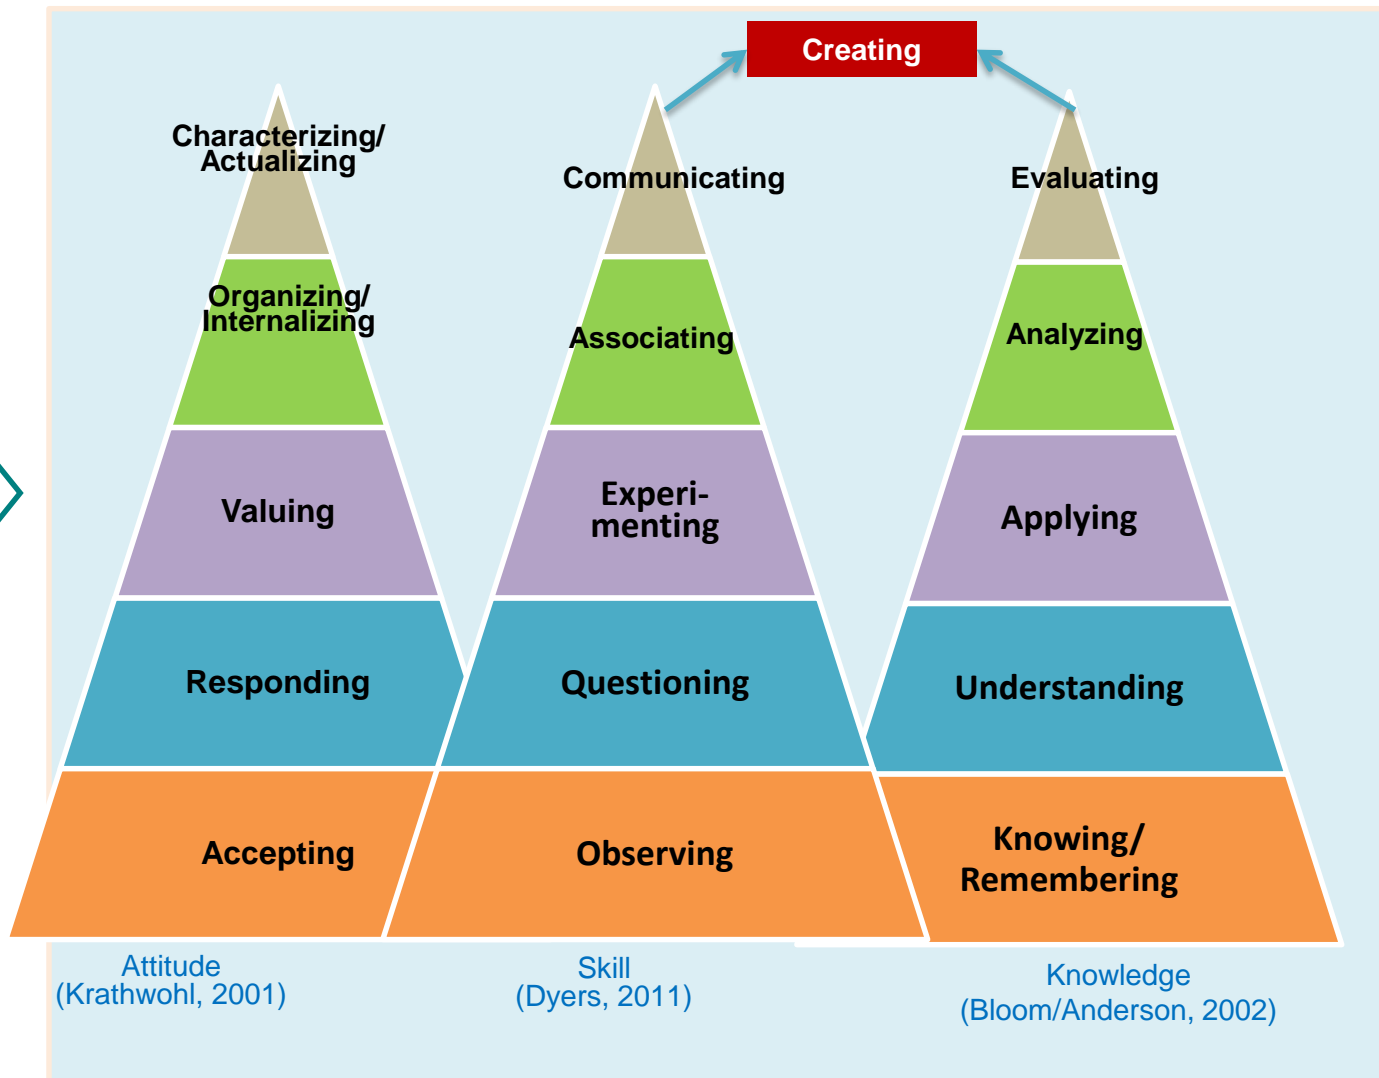 Creating
Characterizing/
Actualizing
Organizing/
Internalizing
Valuing
Responding
Accepting
Attitude
(Krathwohl, 2001)
Communicating
Associating
Experi-
menting
Questioning
Observing
Skill
(Dyers, 2011)
Evaluating
Analyzing
Applying
Understanding
Knowing/
Remembering
Knowledge
(Bloom/Anderson, 2002)